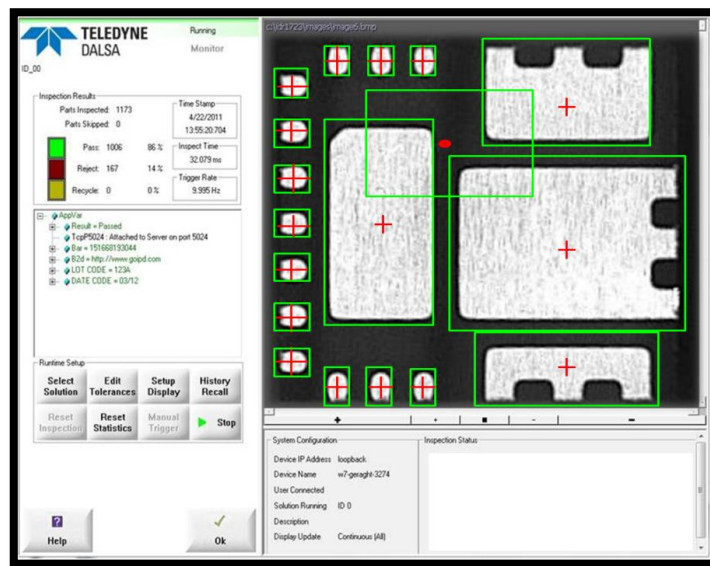 TELEDYNE
DALSA
Running
Monitor
ID_00
c:\idr1723\images\image6.bmp
Inspection Results
Parts Inspected: 1173
Parts Skipped: 0
Pass: 1006 86 %
Reject: 167 14 %
Recycle: 0 0 %
Time Stamp
4/22/2011
13:55:20:704
Inspect Time
32.079 ms
Trigger Rate
9.995 Hz
AppVar
Result = Passed
TcpP5024 : Attached to Server on port 5024
Bar = 151668193044
B2d = http://www.goipd.com
LOT CODE = 123A
DATE CODE = 03/12
Runtime Setup
Select Solution
Edit Tolerances
Setup Display
History Recall
Reset Inspection
Reset Statistics
Manual Trigger
Stop
Help
Ok
System Configuration
Device IP Address loopback
Device Name w7-geraght-3274
User Connected
Solution Running ID 0
Description
Display Update Continuous (All)
Inspection Status